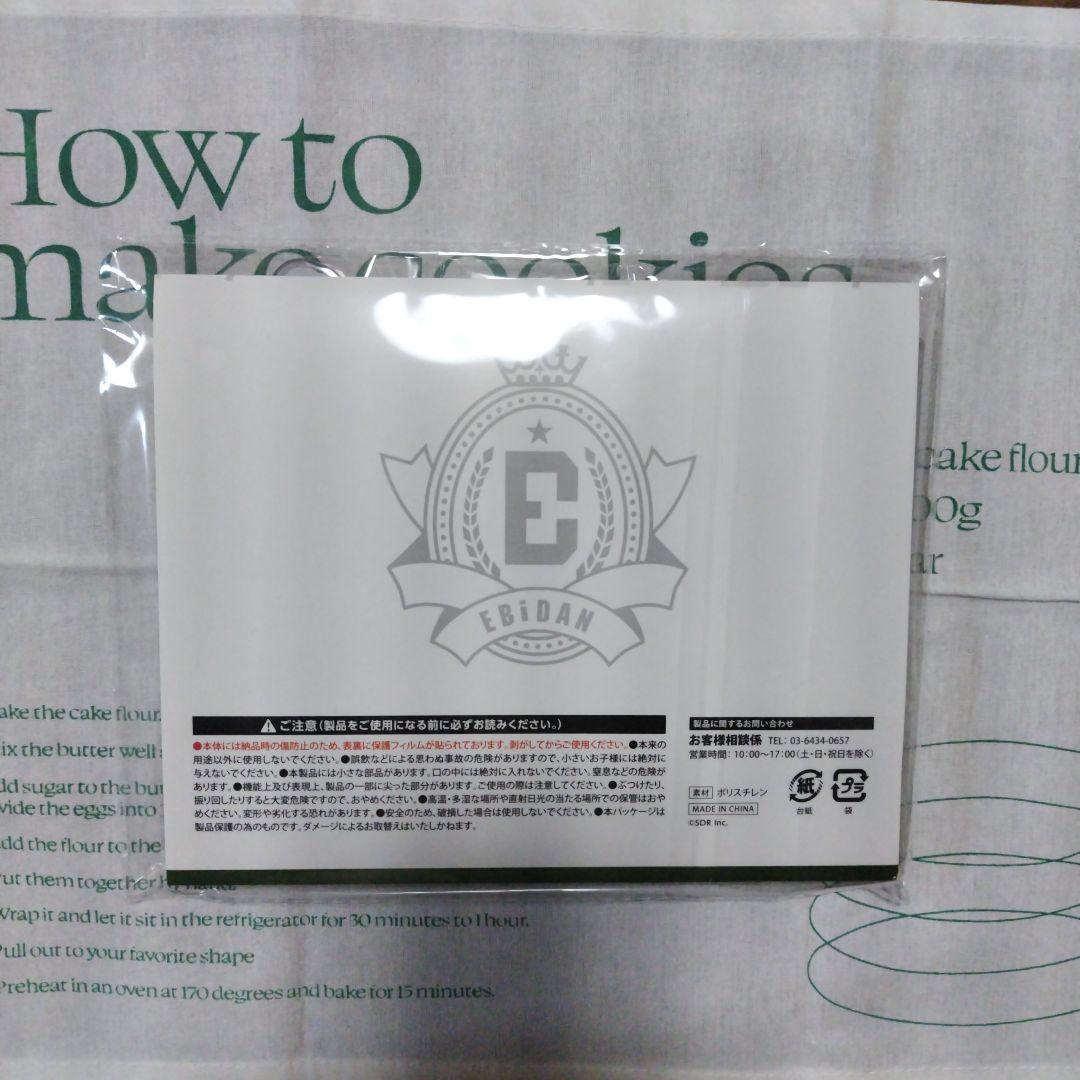 How to
make cookies
cake flour
00g
ar
E
EBiDAN
ご注意(製品をご使用になる前に必ずお読みください。)
●本体には納品時の傷防止のため、表裏に保護フィルムが貼られております。剥がしてからご使用ください。●本来の
用途以外に使用しないでください。●誤飲などによる思わぬ事故の危険がありますので、小さいお子様には絶対に
与えないでください。●本製品には小さな部品があります。口の中には絶対に入れないでください。窒息などの危険が
あります。●機能上及び表現上、製品の一部に尖った部分があります。ご使用の際は注意してください。●ぶつけたり、
振り回したりすると大変危険ですので、おやめください。●高温・多湿な場所や直射日光の当たる場所での保管はおや
めください。変形や劣化する恐れがあります。●安全のため、破損した場合は使用しないでください。●本パッケージは
製品保護の為のものです。ダメージによるお取替えはいたしかねます。
製品に関するお問い合わせ
お客様相談係 TEL: 03-6434-0657
営業時間:10:00〜17:00(土・日・祝日を除く)
素材 ポリスチレン
MADE IN CHINA
©SDR Inc.
紙
台紙
プラ
袋
ake the cake flour.
ix the butter well
dd sugar to the but
vide the eggs into
dd the flour to the
ut them together by hand.
Wrap it and let it sit in the refrigerator for 30 minutes to 1 hour.
Pull out to your favorite shape
Preheat in an oven at 170 degrees and bake for 15 minutes.